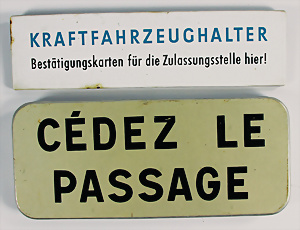 KRAFTFAHRZEUGHALTER
Bestätigungskarten für die Zulassungsstelle hier!
CÉDEZ LE
PASSAGE